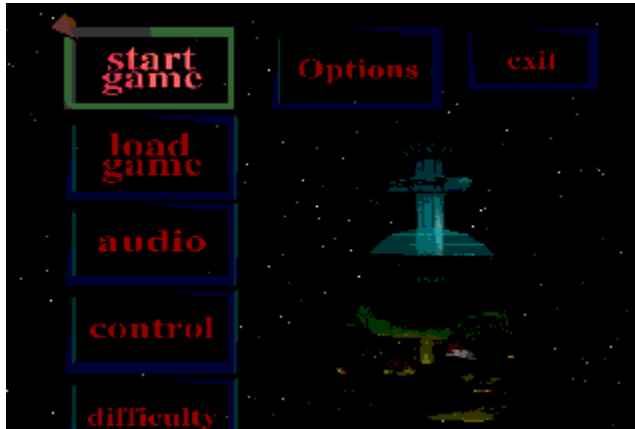 start
game
Options
exit
load
game
audio
control
difficulty